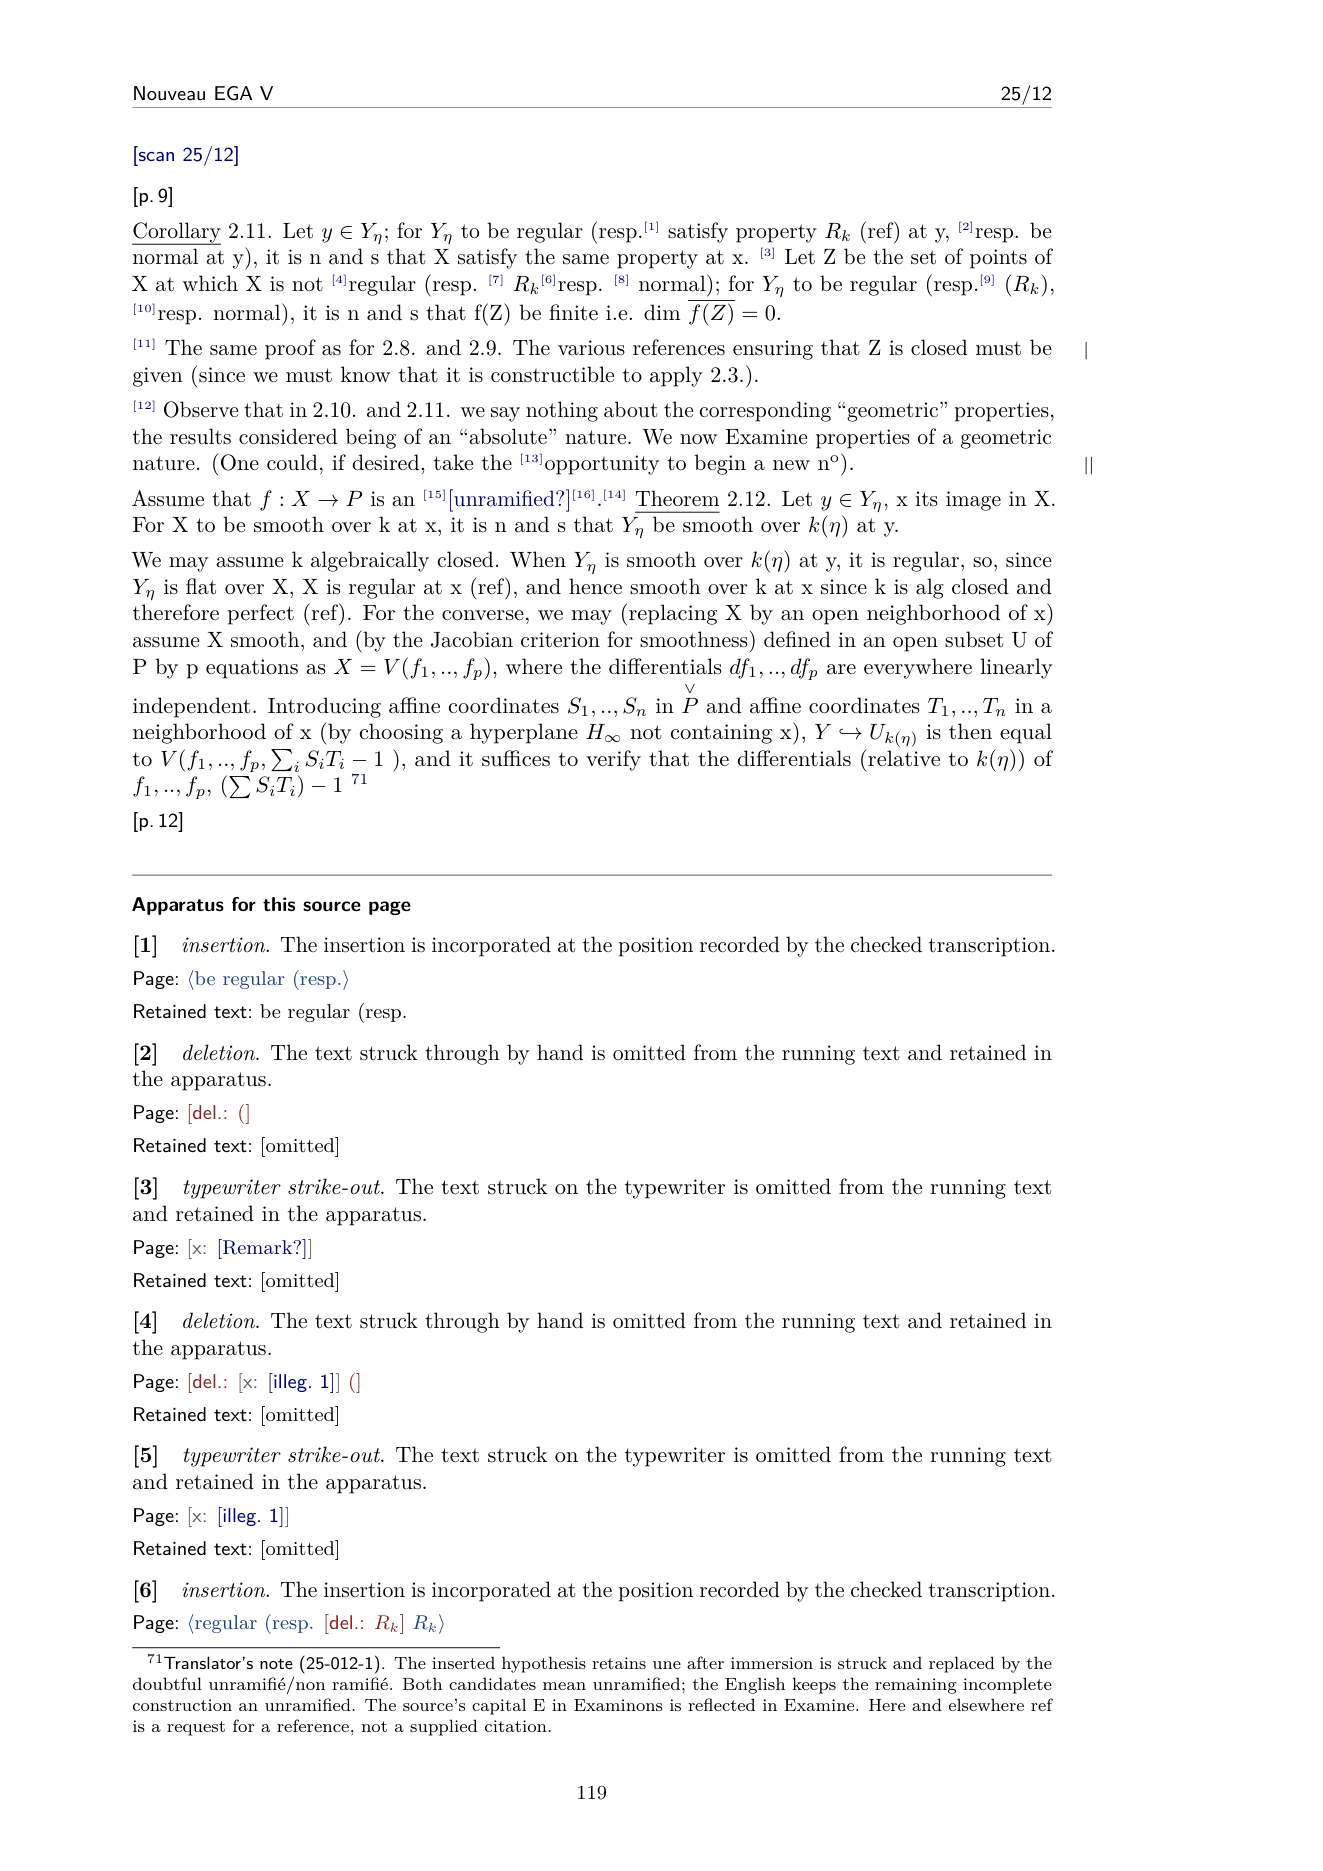 Nouveau EGA V 25/12
[scan 25/12]
[p. 9]
Corollary 2.11. Let y ∈ Y_η; for Y_η to be regular (resp.[1] satisfy property R_k (ref) at y, [2]resp. be
normal at y), it is n and s that X satisfy the same property at x. [3] Let Z be the set of points of
X at which X is not [4]regular (resp. [7] R_k[6]resp. [8] normal); for Y_η to be regular (resp.[9] (R_k),
[10]resp. normal), it is n and s that f(Z) be finite i.e. dim \overline{f(Z)} = 0.
[11] The same proof as for 2.8. and 2.9. The various references ensuring that Z is closed must be |
given (since we must know that it is constructible to apply 2.3.).
[12] Observe that in 2.10. and 2.11. we say nothing about the corresponding “geometric” properties,
the results considered being of an “absolute” nature. We now Examine properties of a geometric
nature. (One could, if desired, take the [13]opportunity to begin a new nº). ||
Assume that f : X → P is an [15][unramified?][16].[14] Theorem 2.12. Let y ∈ Y_η, x its image in X.
For X to be smooth over k at x, it is n and s that Y_η be smooth over k(η) at y.
We may assume k algebraically closed. When Y_η is smooth over k(η) at y, it is regular, so, since
Y_η is flat over X, X is regular at x (ref), and hence smooth over k at x since k is alg closed and
therefore perfect (ref). For the converse, we may (replacing X by an open neighborhood of x)
assume X smooth, and (by the Jacobian criterion for smoothness) defined in an open subset U of
P by p equations as X = V(f₁, .., f_p), where the differentials df₁, .., df_p are everywhere linearly
independent. Introducing affine coordinates S₁, .., S_n in \overset{∨}{P} and affine coordinates T₁, .., T_n in a
neighborhood of x (by choosing a hyperplane H_∞ not containing x), Y ↪ U_{k(η)} is then equal
to V(f₁, .., f_p, ∑_i S_iT_i − 1 ), and it suffices to verify that the differentials (relative to k(η)) of
f₁, .., f_p, (∑ S_iT_i) − 1 71
[p. 12]
Apparatus for this source page
[1] insertion. The insertion is incorporated at the position recorded by the checked transcription.
Page: ⟨be regular (resp.⟩
Retained text: be regular (resp.
[2] deletion. The text struck through by hand is omitted from the running text and retained in
the apparatus.
Page: [del.: (]
Retained text: [omitted]
[3] typewriter strike-out. The text struck on the typewriter is omitted from the running text
and retained in the apparatus.
Page: [x: [Remark?]]
Retained text: [omitted]
[4] deletion. The text struck through by hand is omitted from the running text and retained in
the apparatus.
Page: [del.: [x: [illeg. 1]] (]
Retained text: [omitted]
[5] typewriter strike-out. The text struck on the typewriter is omitted from the running text
and retained in the apparatus.
Page: [x: [illeg. 1]]
Retained text: [omitted]
[6] insertion. The insertion is incorporated at the position recorded by the checked transcription.
Page: ⟨regular (resp. [del.: R_k] R_k⟩
71Translator’s note (25-012-1). The inserted hypothesis retains une after immersion is struck and replaced by the
doubtful unramifié/non ramifié. Both candidates mean unramified; the English keeps the remaining incomplete
construction an unramified. The source’s capital E in Examinons is reflected in Examine. Here and elsewhere ref
is a request for a reference, not a supplied citation.
119